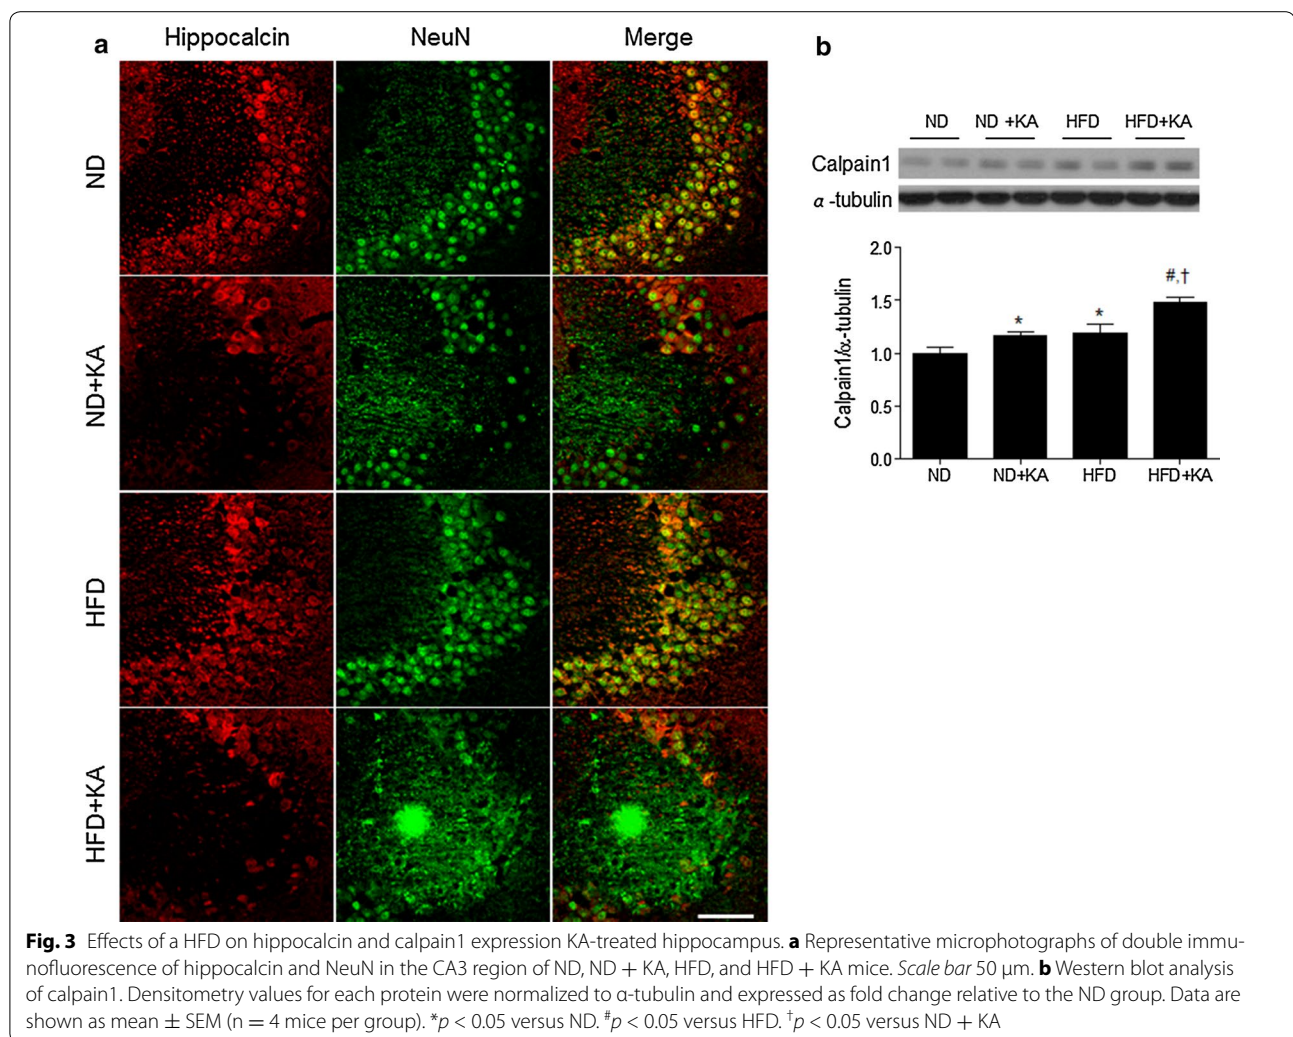 a
Hippocalcin NeuN Merge
ND
ND+KA
HFD
HFD+KA
b
ND ND +KA HFD HFD+KA
Calpain1
α -tubulin
Calpain1/α-tubulin
2.0
1.5
1.0
0.5
0.0
*
*
#,†
ND ND+KA HFD HFD+KA
Fig. 3 Effects of a HFD on hippocalcin and calpain1 expression KA-treated hippocampus. a Representative microphotographs of double immu-
nofluorescence of hippocalcin and NeuN in the CA3 region of ND, ND + KA, HFD, and HFD + KA mice. Scale bar 50 μm. b Western blot analysis
of calpain1. Densitometry values for each protein were normalized to α-tubulin and expressed as fold change relative to the ND group. Data are
shown as mean ± SEM (n = 4 mice per group). *p < 0.05 versus ND. #p < 0.05 versus HFD. †p < 0.05 versus ND + KA